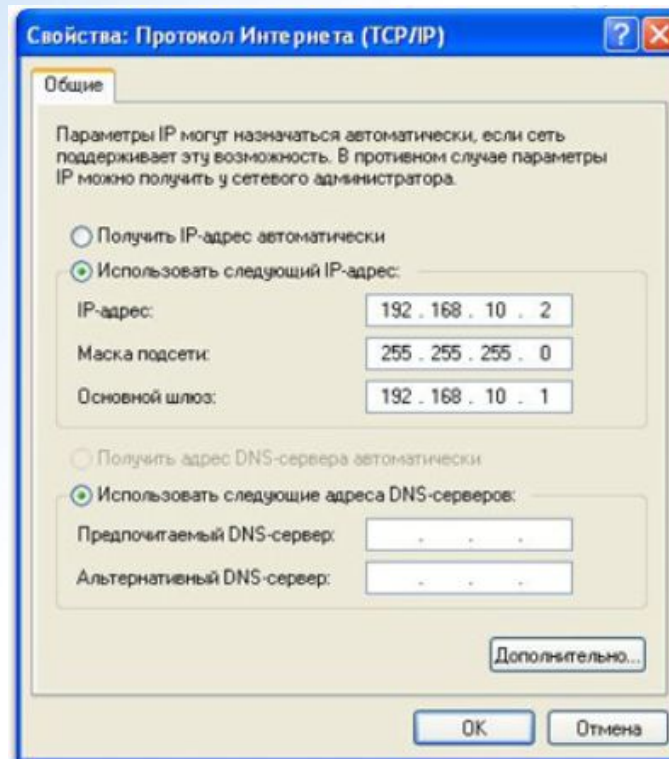 Свойства: Протокол Интернета (TCP/IP)
Общие
Параметры IP могут назначаться автоматически, если сеть
поддерживает эту возможность. В противном случае параметры
IP можно получить у сетевого администратора.
Получить IP-адрес автоматически
Использовать следующий IP-адрес:
IP-адрес: 192 . 168 . 10 . 2
Маска подсети: 255 . 255 . 255 . 0
Основной шлюз: 192 . 168 . 10 . 1
Получить адрес DNS-сервера автоматически
Использовать следующие адреса DNS-серверов:
Предпочитаемый DNS-сервер: . . .
Альтернативный DNS-сервер: . . .
Дополнительно...
OK Отмена